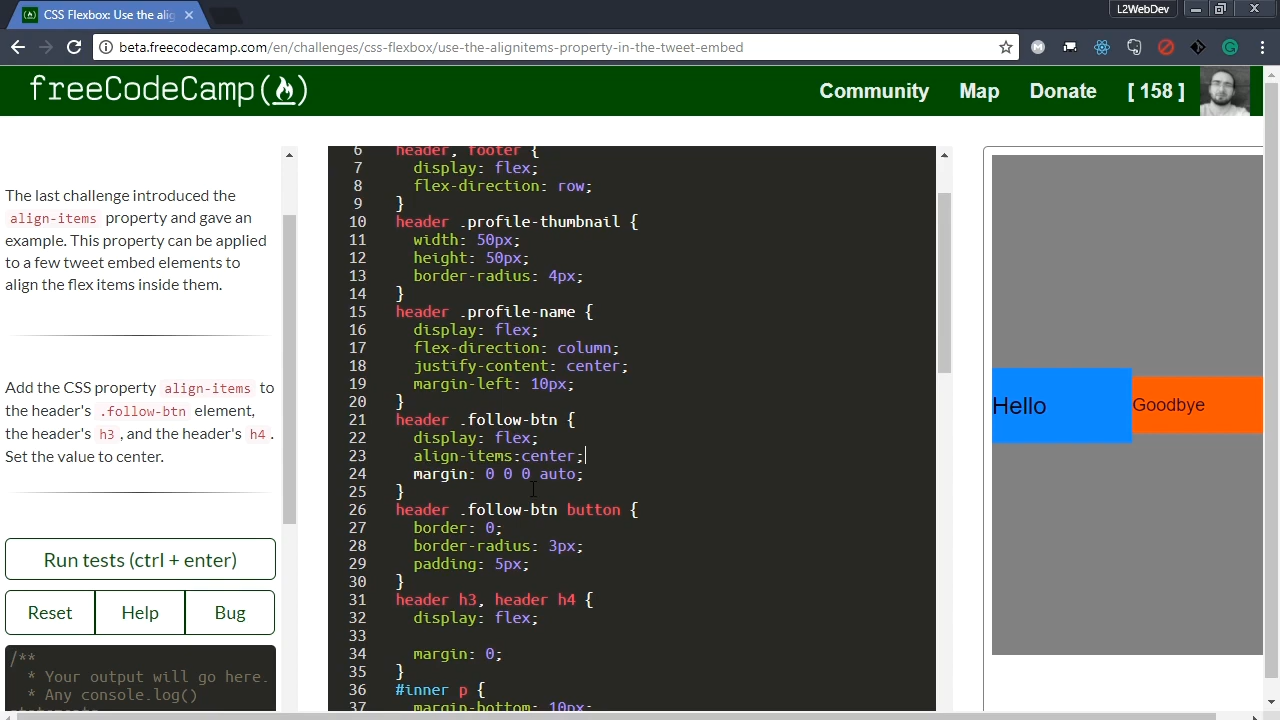 L2WebDev
CSS Flexbox: Use the alig
beta.freecodecamp.com/en/challenges/css-flexbox/use-the-alignitems-property-in-the-tweet-embed
freeCodeCamp
Community Map Donate [ 158 ]
The last challenge introduced the
align-items property and gave an
example. This property can be applied
to a few tweet embed elements to
align the flex items inside them.
Add the CSS property align-items to
the header's .follow-btn element,
the header's h3 , and the header's h4 .
Set the value to center.
Run tests (ctrl + enter)
Reset Help Bug
/**
* Your output will go here.
* Any console.log()
6 header, footer {
7 display: flex;
8 flex-direction: row;
9 }
10 header .profile-thumbnail {
11 width: 50px;
12 height: 50px;
13 border-radius: 4px;
14 }
15 header .profile-name {
16 display: flex;
17 flex-direction: column;
18 justify-content: center;
19 margin-left: 10px;
20 }
21 header .follow-btn {
22 display: flex;
23 align-items:center;
24 margin: 0 0 0 auto;
25 }
26 header .follow-btn button {
27 border: 0;
28 border-radius: 3px;
29 padding: 5px;
30 }
31 header h3, header h4 {
32 display: flex;
33
34 margin: 0;
35 }
36 #inner p {
37 margin-bottom: 10px;
Hello
Goodbye